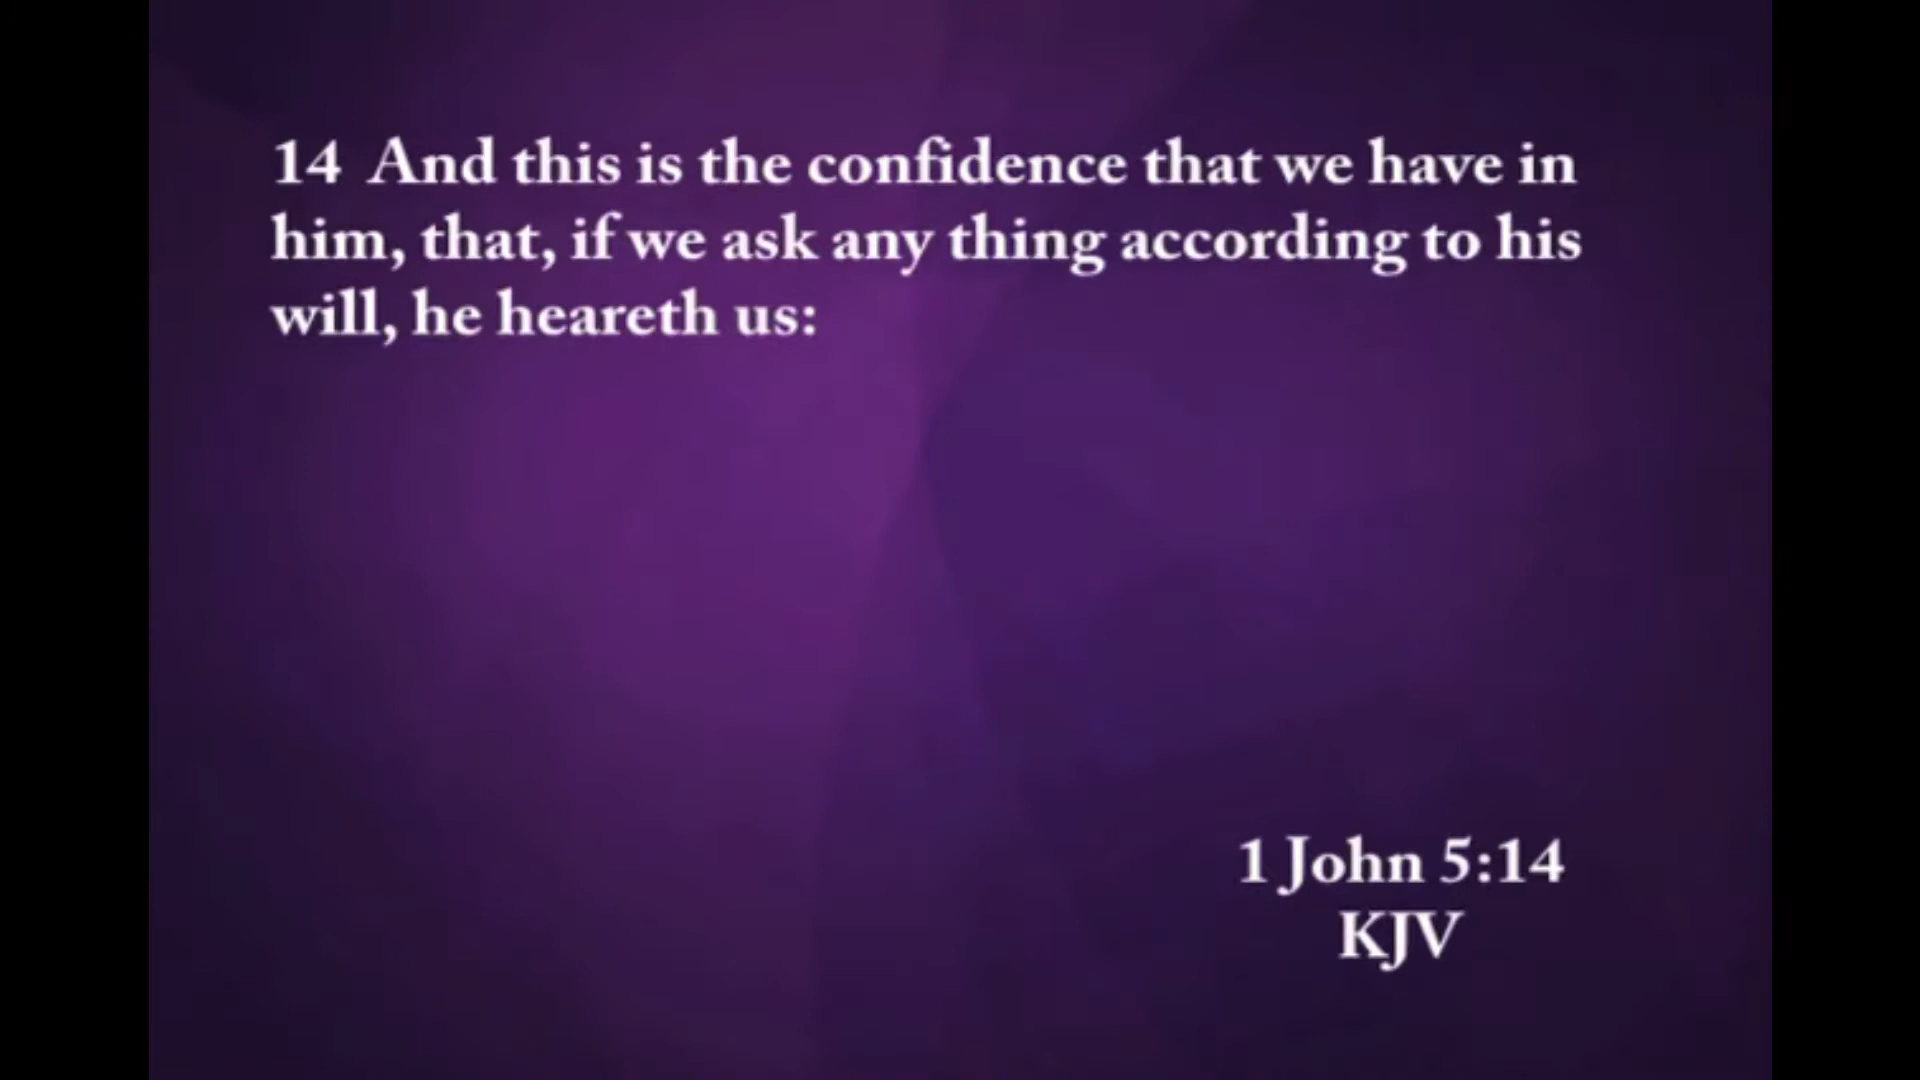 14 And this is the confidence that we have in
him, that, if we ask any thing according to his
will, he heareth us:
1 John 5:14
KJV